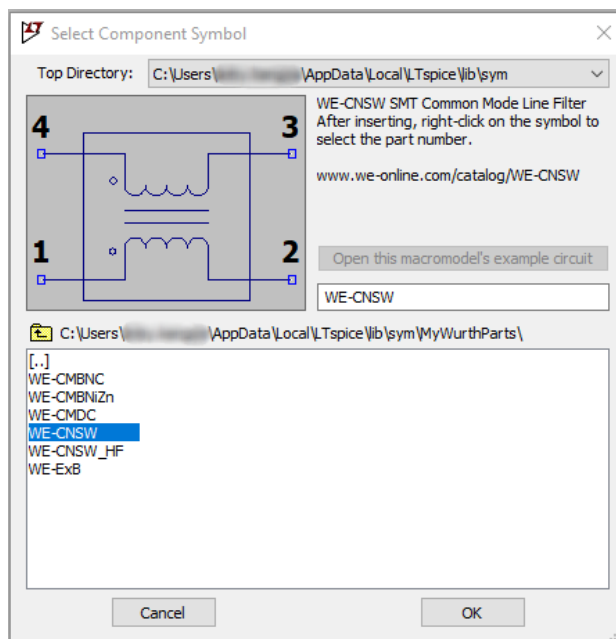 Select Component Symbol
Top Directory: C:\Users\ \AppData\Local\LTspice\lib\sym
4 3
1 2
WE-CNSW SMT Common Mode Line Filter
After inserting, right-click on the symbol to
select the part number.
www.we-online.com/catalog/WE-CNSW
Open this macromodel's example circuit
WE-CNSW
C:\Users\ \AppData\Local\LTspice\lib\sym\MyWurthParts\
[..]
WE-CMBNC
WE-CMBNiZn
WE-CMDC
WE-CNSW
WE-CNSW_HF
WE-ExB
Cancel OK